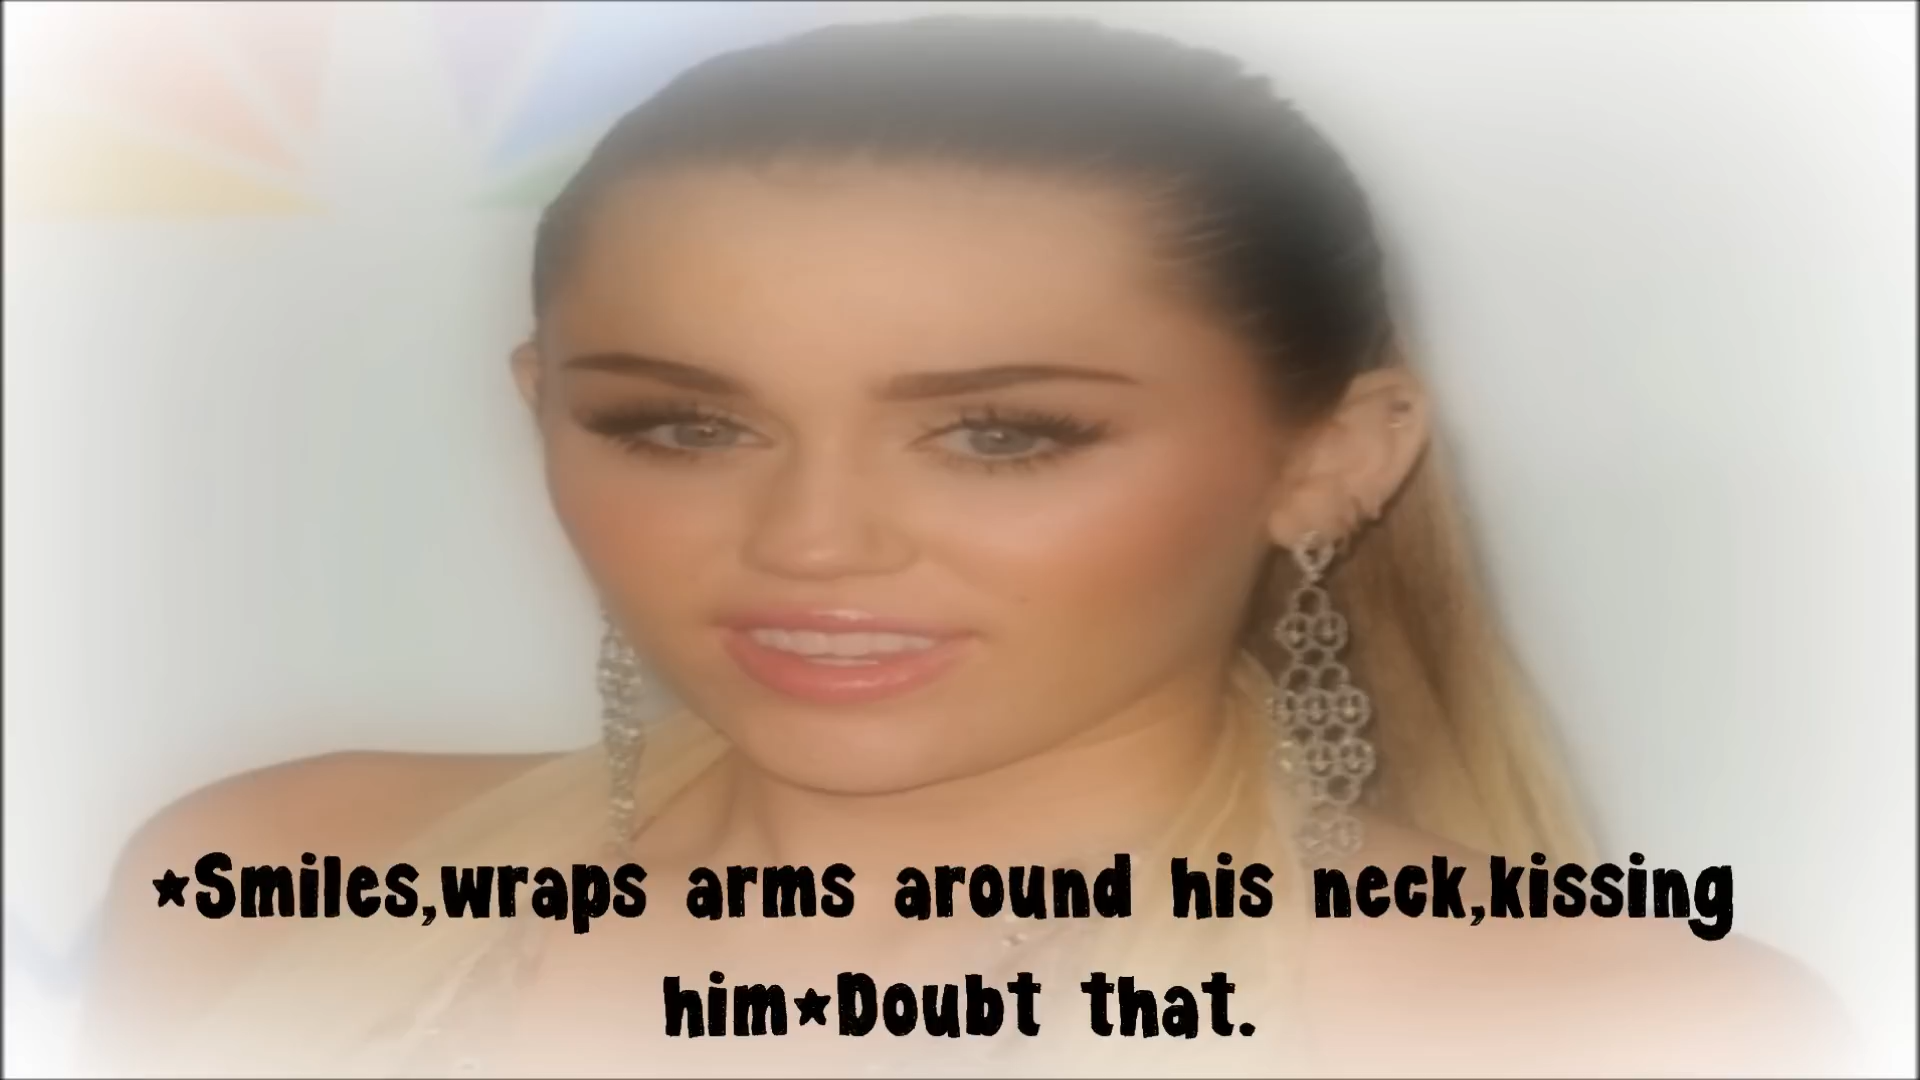 ★Smiles,wraps arms around his neck,kissing
him★Doubt that.